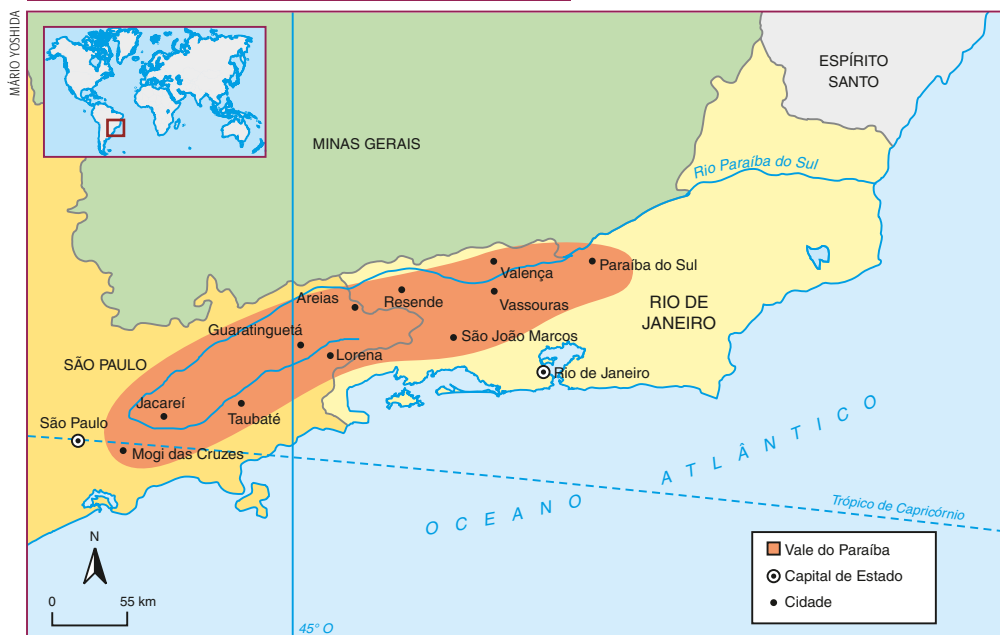 MÁRIO YOSHIDA
ESPÍRITO
SANTO
MINAS GERAIS
Rio Paraíba do Sul
Valença
Paraíba do Sul
Areias
Resende
Vassouras
RIO DE
JANEIRO
Guaratinguetá
São João Marcos
Lorena
SÃO PAULO
Rio de Janeiro
Jacareí
Taubaté
São Paulo
Mogi das Cruzes
OCEANO ATLÂNTICO
Trópico de Capricórnio
N
0 55 km
45° O
Vale do Paraíba
Capital de Estado
Cidade